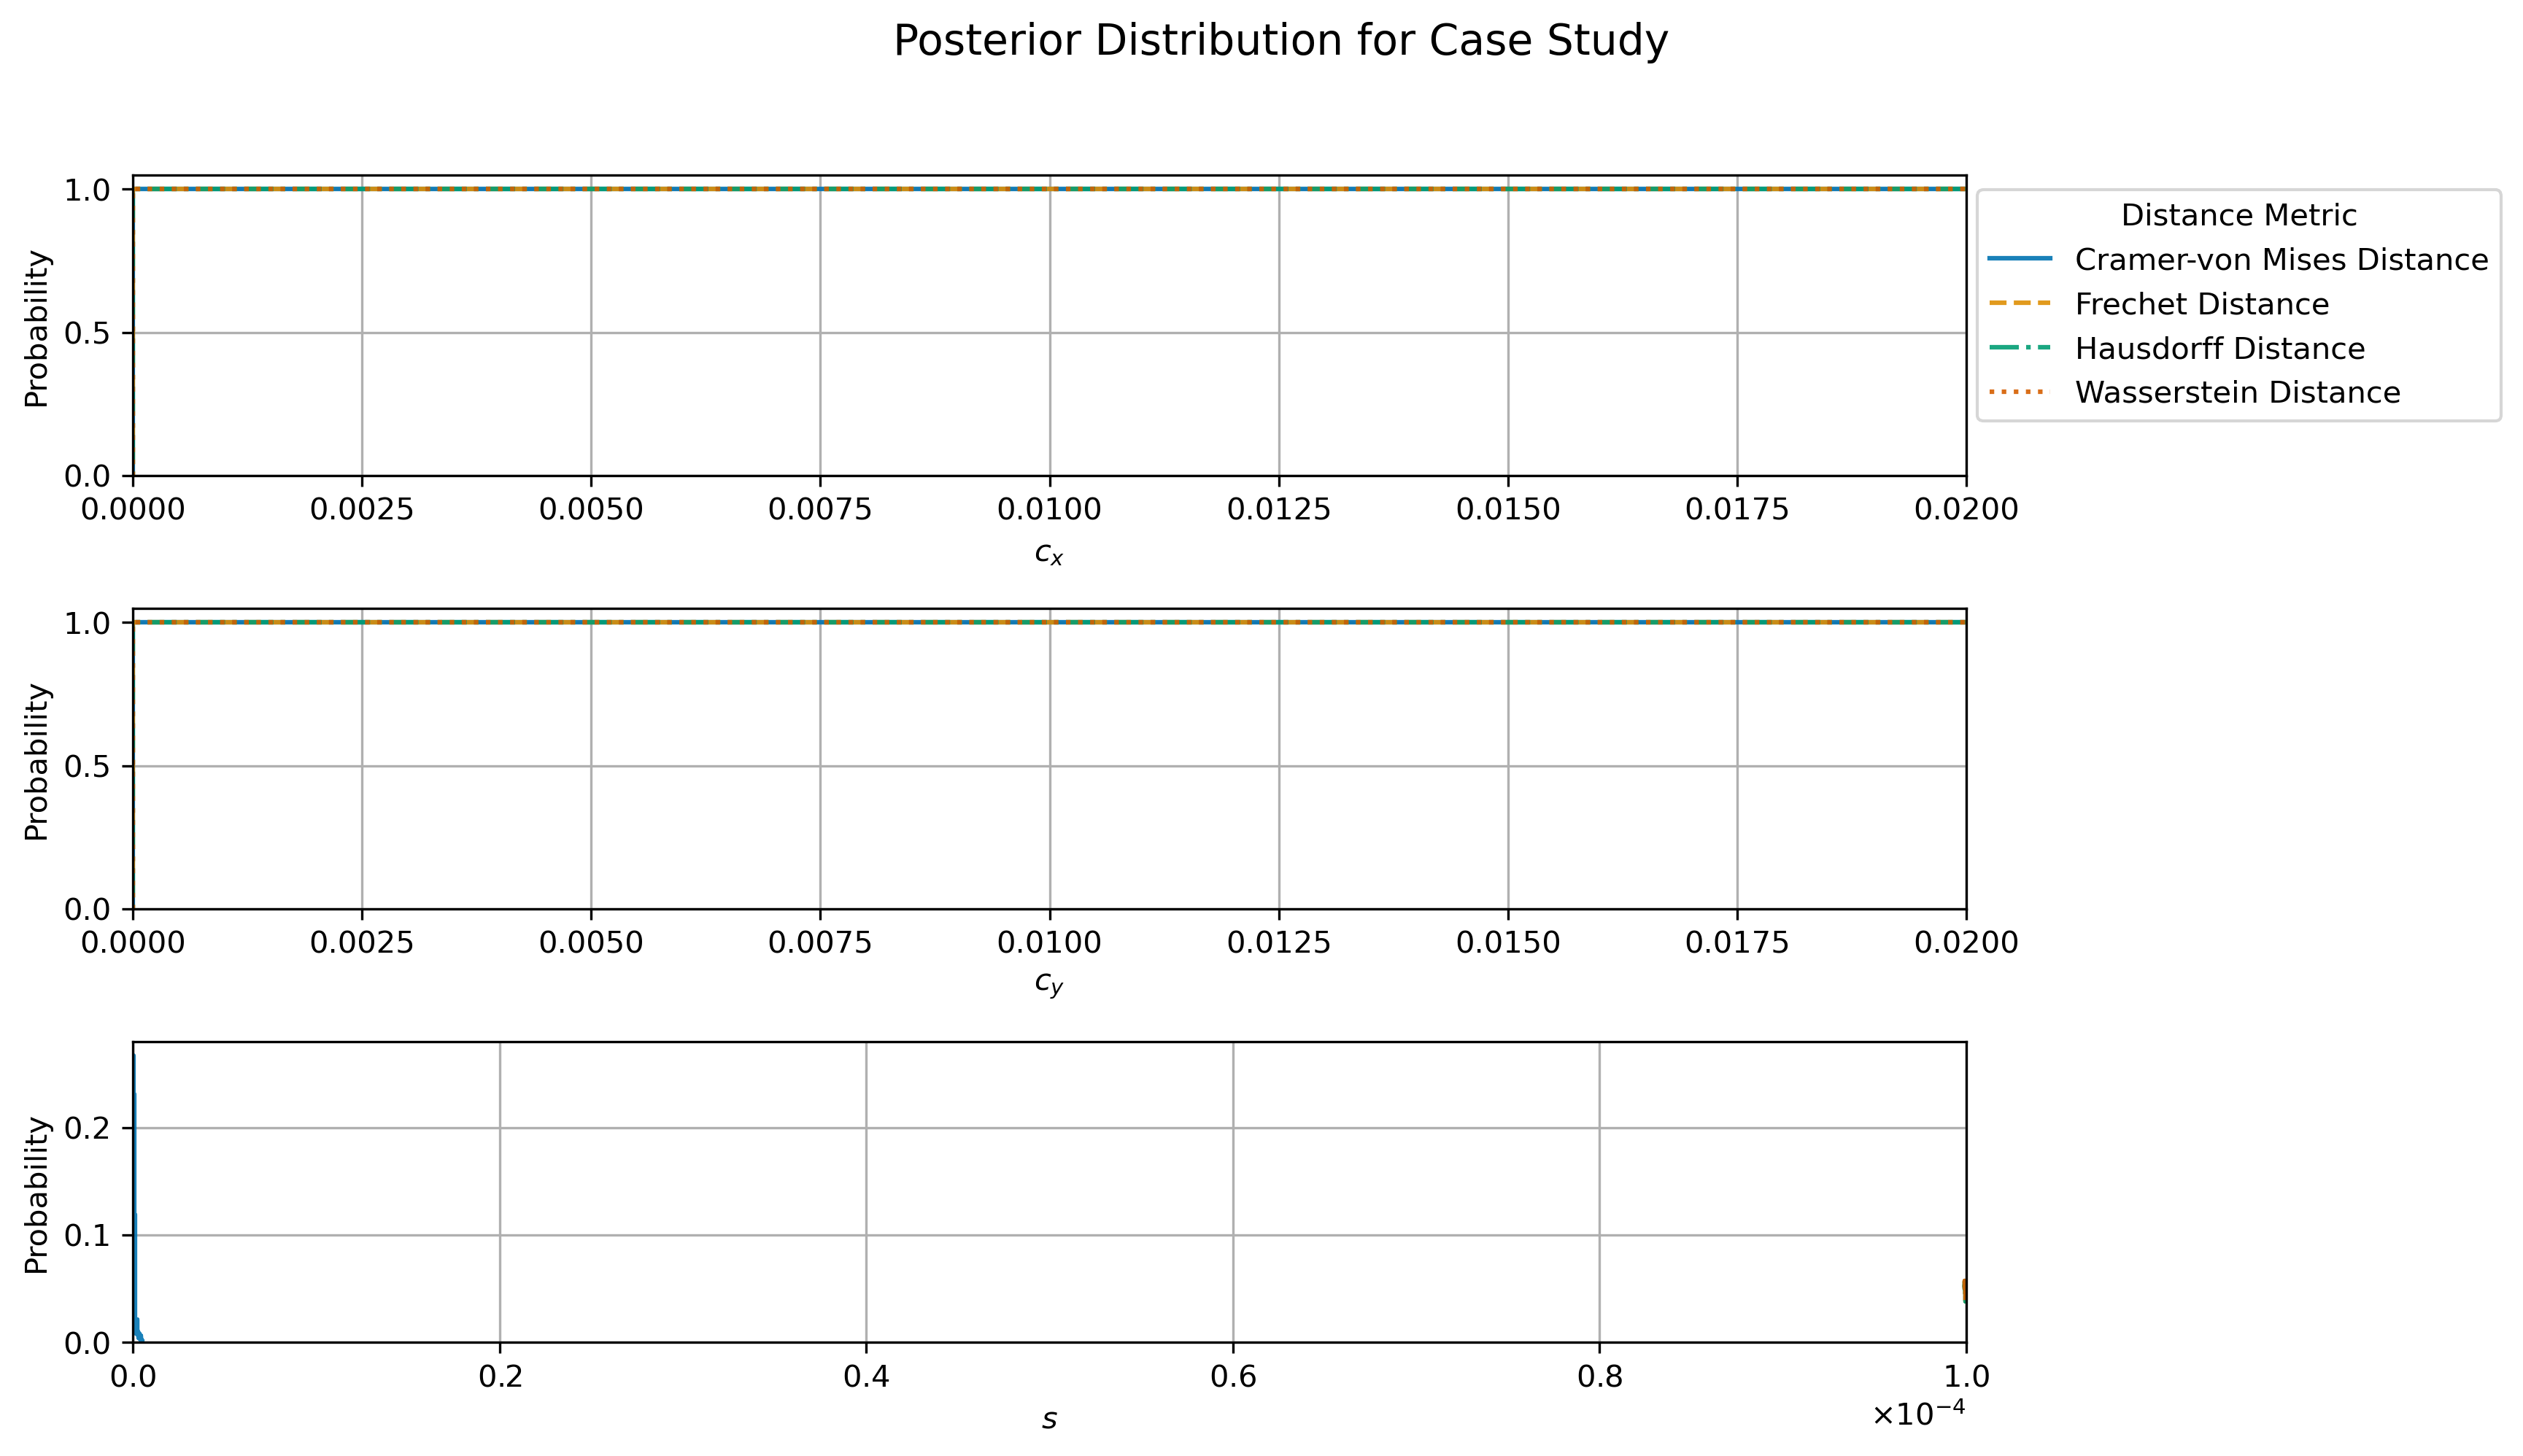 Posterior Distribution for Case Study
1.0
0.5
0.0
Probability
0.0000 0.0025 0.0050 0.0075 0.0100 0.0125 0.0150 0.0175 0.0200
c_x
Distance Metric
Cramer-von Mises Distance
Frechet Distance
Hausdorff Distance
Wasserstein Distance
1.0
0.5
0.0
Probability
0.0000 0.0025 0.0050 0.0075 0.0100 0.0125 0.0150 0.0175 0.0200
c_y
0.2
0.1
0.0
Probability
0.0 0.2 0.4 0.6 0.8 1.0
×10⁻⁴
s